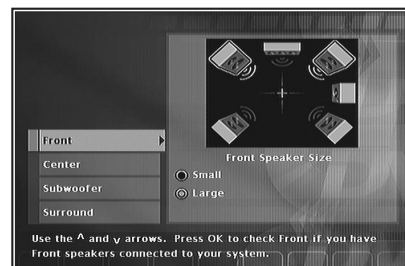 Front
Center
Subwoofer
Surround
Front Speaker Size
Small
Large
Use the ^ and v arrows. Press OK to check Front if you have
Front speakers connected to your system.